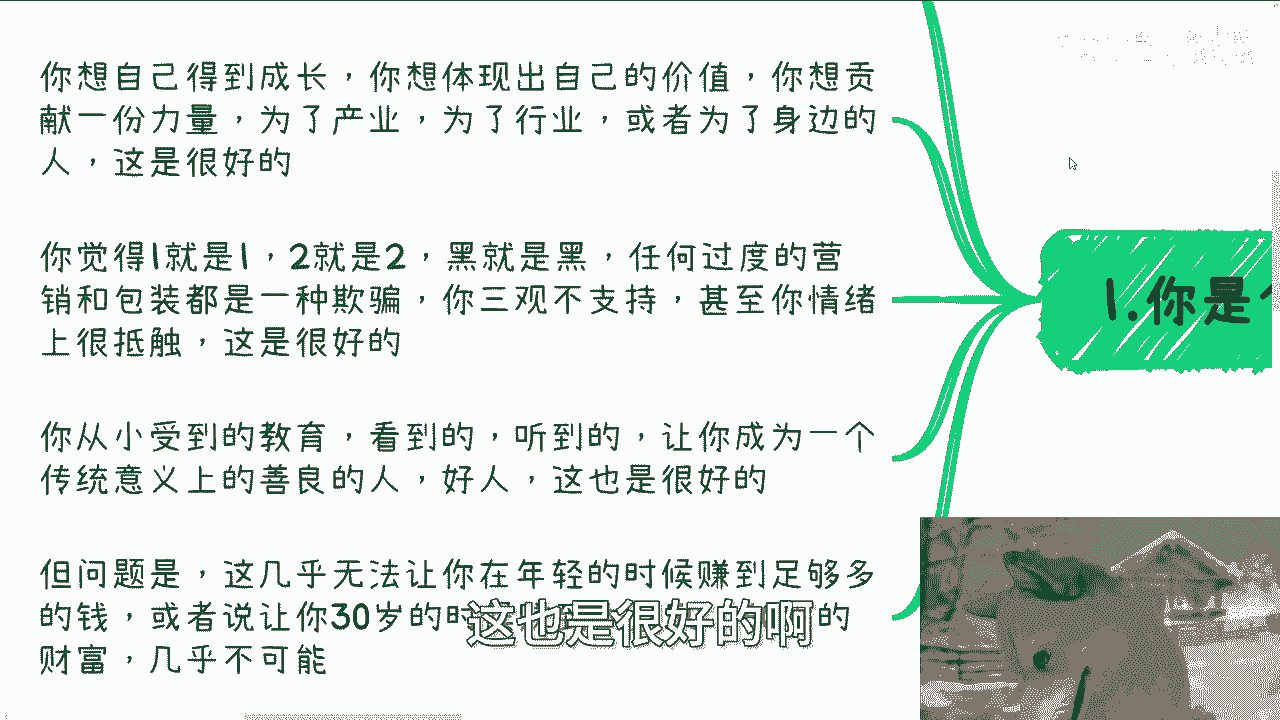 你想自己得到成长，你想体现出自己的价值，你想贡
献一份力量，为了产业，为了行业，或者为了身边的
人，这是很好的
你觉得1就是1，2就是2，黑就是黑，任何过度的营
销和包装都是一种欺骗，你三观不支持，甚至你情绪
上很抵触，这是很好的
你从小受到的教育，看到的，听到的，让你成为一个
传统意义上的善良的人，好人，这也是很好的
但问题是，这几乎无法让你在年轻的时候赚到足够多
的钱，或者说让你30岁的时
的
财富，几乎不可能
1.你是
这也是很好的啊